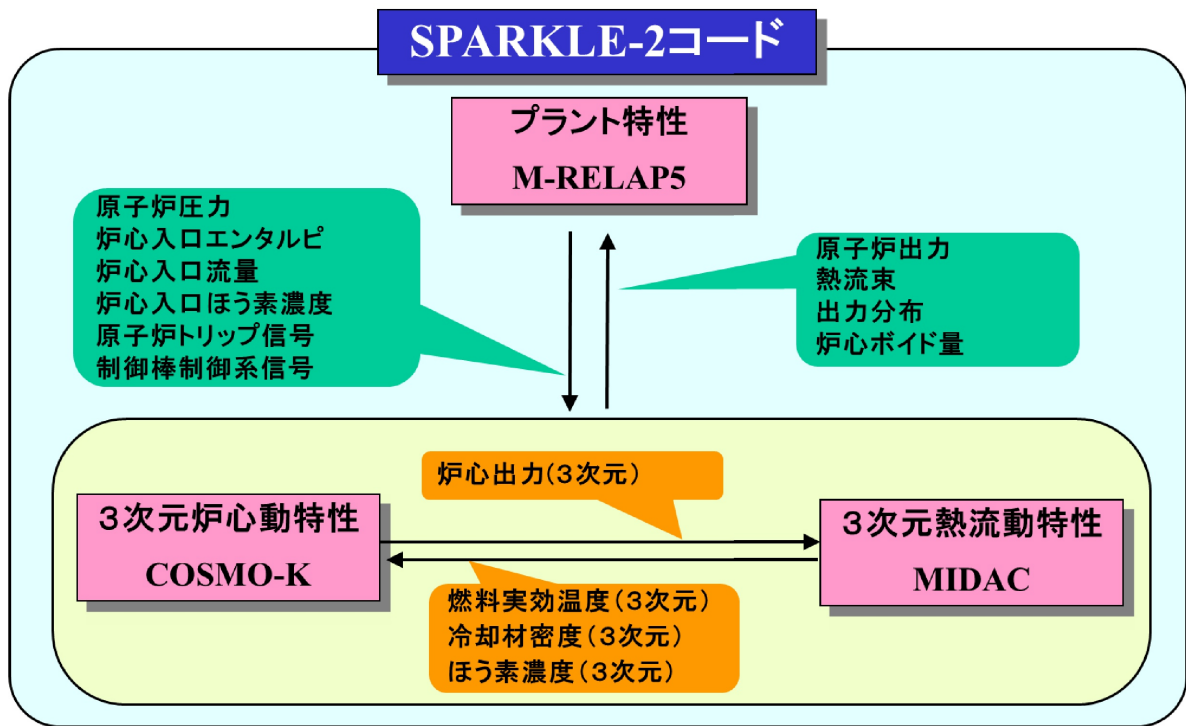 SPARKLE-2コード
プラント特性
M-RELAP5
原子炉圧力
炉心入口エンタルピ
炉心入口流量
炉心入口ほう素濃度
原子炉トリップ信号
制御棒制御系信号
原子炉出力
熱流束
出力分布
炉心ボイド量
炉心出力(3次元)
3次元炉心動特性
COSMO-K
3次元熱流動特性
MIDAC
燃料実効温度(3次元)
冷却材密度(3次元)
ほう素濃度(3次元)